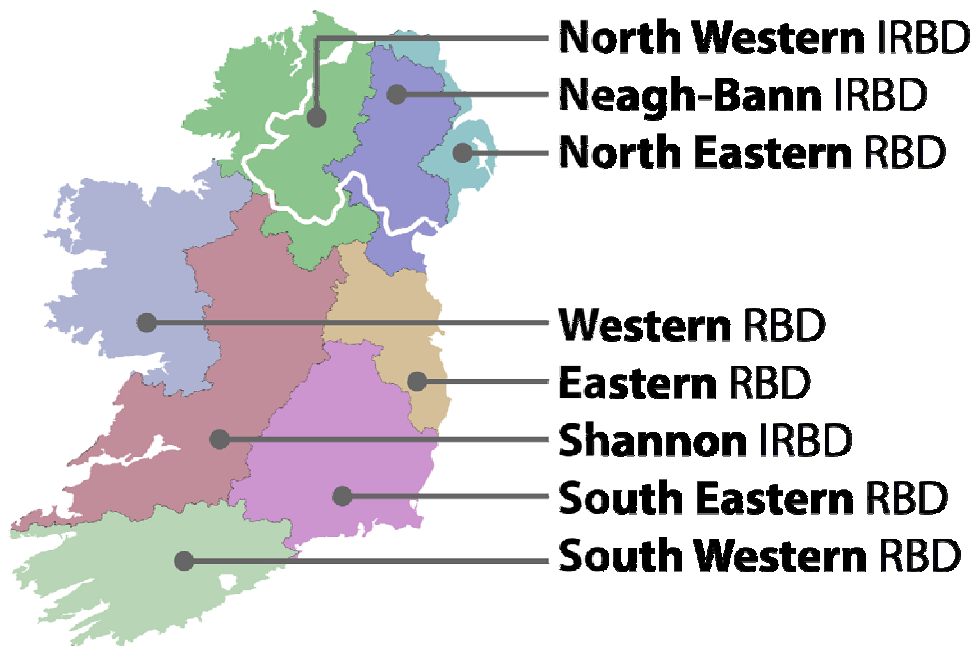 North Western IRBD
Neagh-Bann IRBD
North Eastern RBD
Western RBD
Eastern RBD
Shannon IRBD
South Eastern RBD
South Western RBD